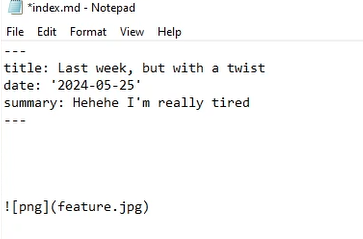 *index.md - Notepad
File Edit Format View Help
---
title: Last week, but with a twist
date: '2024-05-25'
summary: Hehehe I'm really tired
---
![png](feature.jpg)